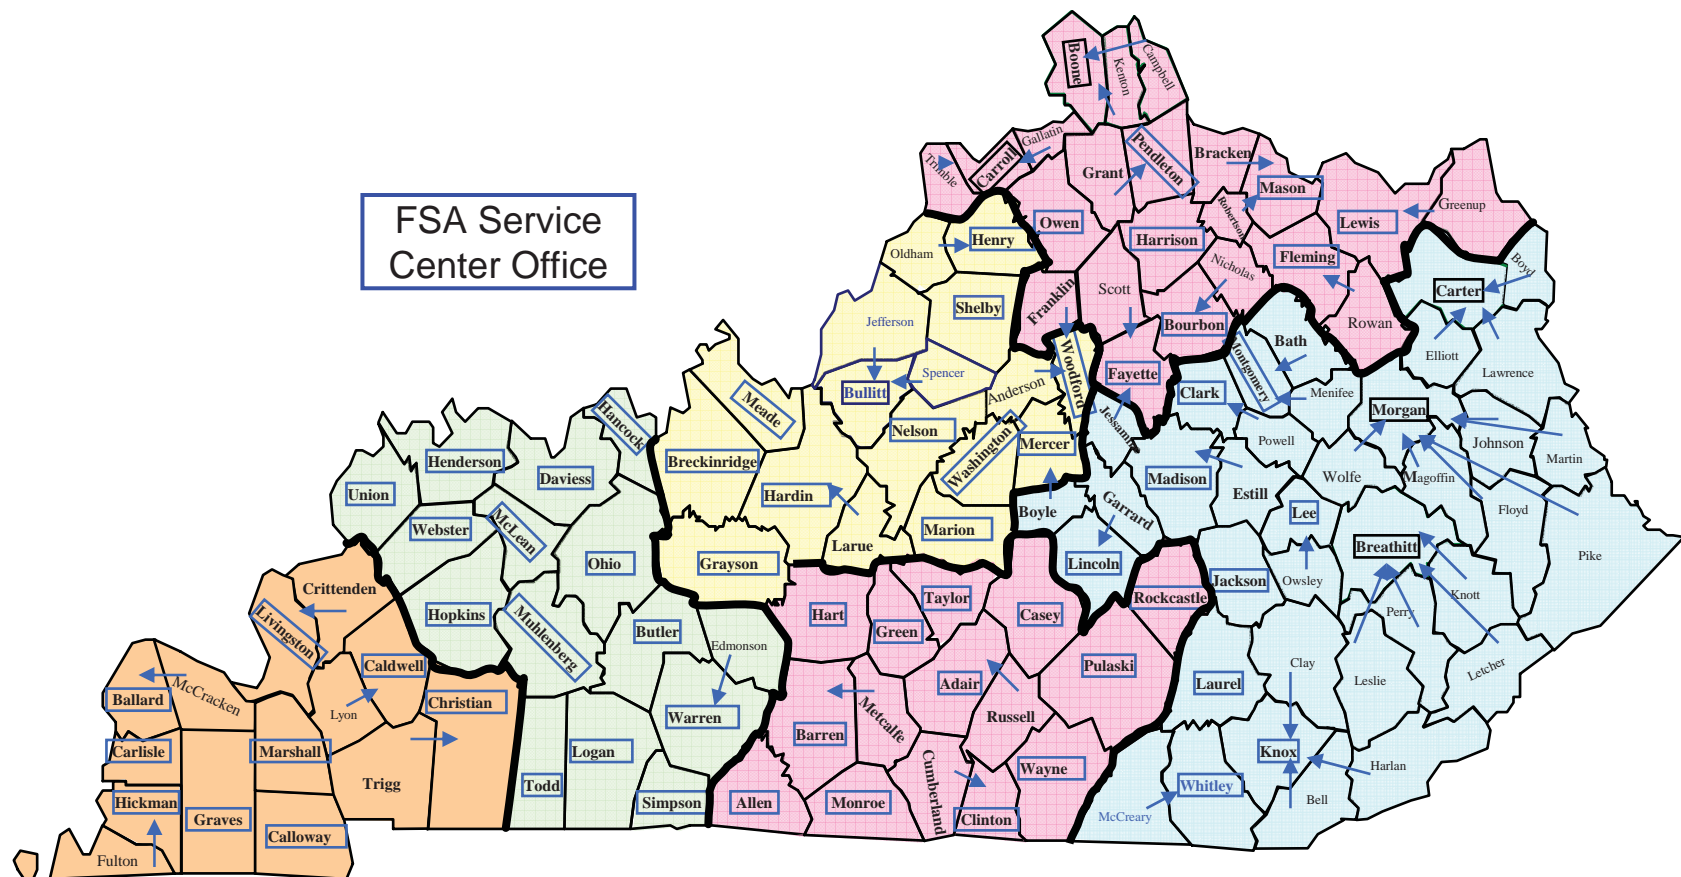 FSA Service
Center Office
Boone
Kenton
Campbell
Trimble
Carroll
Gallatin
Grant
Pendleton
Bracken
Mason
Robertson
Lewis
Greenup
Owen
Harrison
Fleming
Nicholas
Rowan
Franklin
Scott
Bourbon
Fayette
Oldham
Henry
Shelby
Jefferson
Bullitt
Spencer
Anderson
Woodford
Meade
Breckinridge
Hardin
Nelson
Washington
Mercer
Marion
Larue
Grayson
Carter
Boyd
Elliott
Lawrence
Bath
Montgomery
Clark
Menifee
Powell
Morgan
Johnson
Martin
Magoffin
Wolfe
Floyd
Pike
Jessamine
Madison
Estill
Lee
Garrard
Boyle
Lincoln
Breathitt
Owsley
Jackson
Perry
Knott
Letcher
Leslie
Clay
Laurel
Knox
Harlan
Bell
Whitley
McCreary
Hancock
Henderson
Daviess
Union
Webster
McLean
Ohio
Hopkins
Muhlenberg
Butler
Edmonson
Warren
Logan
Todd
Simpson
Crittenden
Livingston
Caldwell
Lyon
Christian
Trigg
McCracken
Ballard
Carlisle
Marshall
Hickman
Graves
Calloway
Fulton
Hart
Green
Taylor
Casey
Rockcastle
Pulaski
Adair
Russell
Metcalfe
Barren
Cumberland
Wayne
Clinton
Monroe
Allen